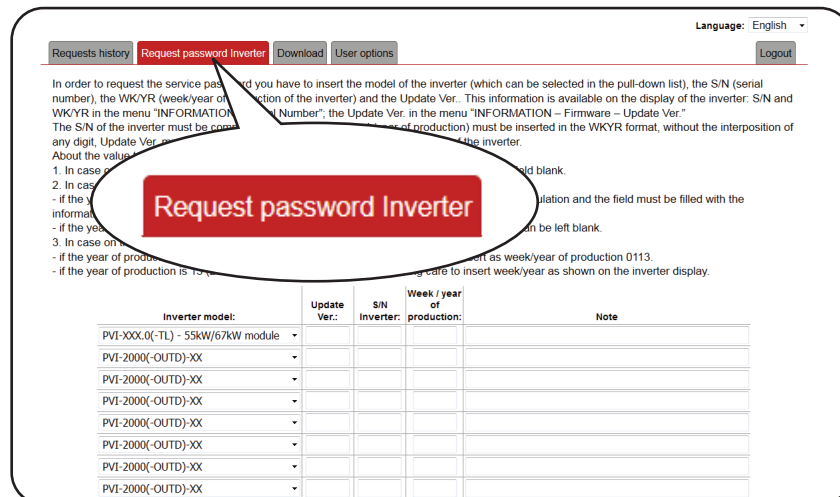 Language: English
Requests history Request password Inverter Download User options Logout
In order to request the service pas rd you have to insert the model of the inverter (which can be selected in the pull-down list), the S/N (serial
number), the WK/YR (week/year of ction of the inverter) and the Update Ver.. This information is available on the display of the inverter: S/N and
WK/YR in the menu “INFORMATION l Number”; the Update Ver. in the menu “INFORMATION – Firmware – Update Ver.”
The S/N of the inverter must be com of production) must be inserted in the WKYR format, without the interposition of
any digit, Update Ver. the inverter.
About the value
1. In case o ld blank.
2. In cas
- if the y ulation and the field must be filled with the
informat
- if the yea n be left blank.
3. In case on t
- if the year of produ ert as week/year of production 0113.
- if the year of production is 13 g care to insert week/year as shown on the inverter display.
Request password Inverter
Inverter model: Update Ver.: S/N Inverter: Week / year of production: Note
PVI-XXX.0(-TL) - 55kW/67kW module
PVI-2000(-OUTD)-XX
PVI-2000(-OUTD)-XX
PVI-2000(-OUTD)-XX
PVI-2000(-OUTD)-XX
PVI-2000(-OUTD)-XX
PVI-2000(-OUTD)-XX
PVI-2000(-OUTD)-XX